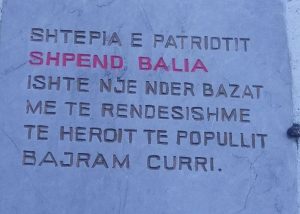 SHTEPIA E PATRIOTIT
SHPEND BALIA
ISHTE NJE NDER BAZAT
ME TE RENDESISHME
TE HEROIT TE POPULLIT
BAJRAM CURRI.